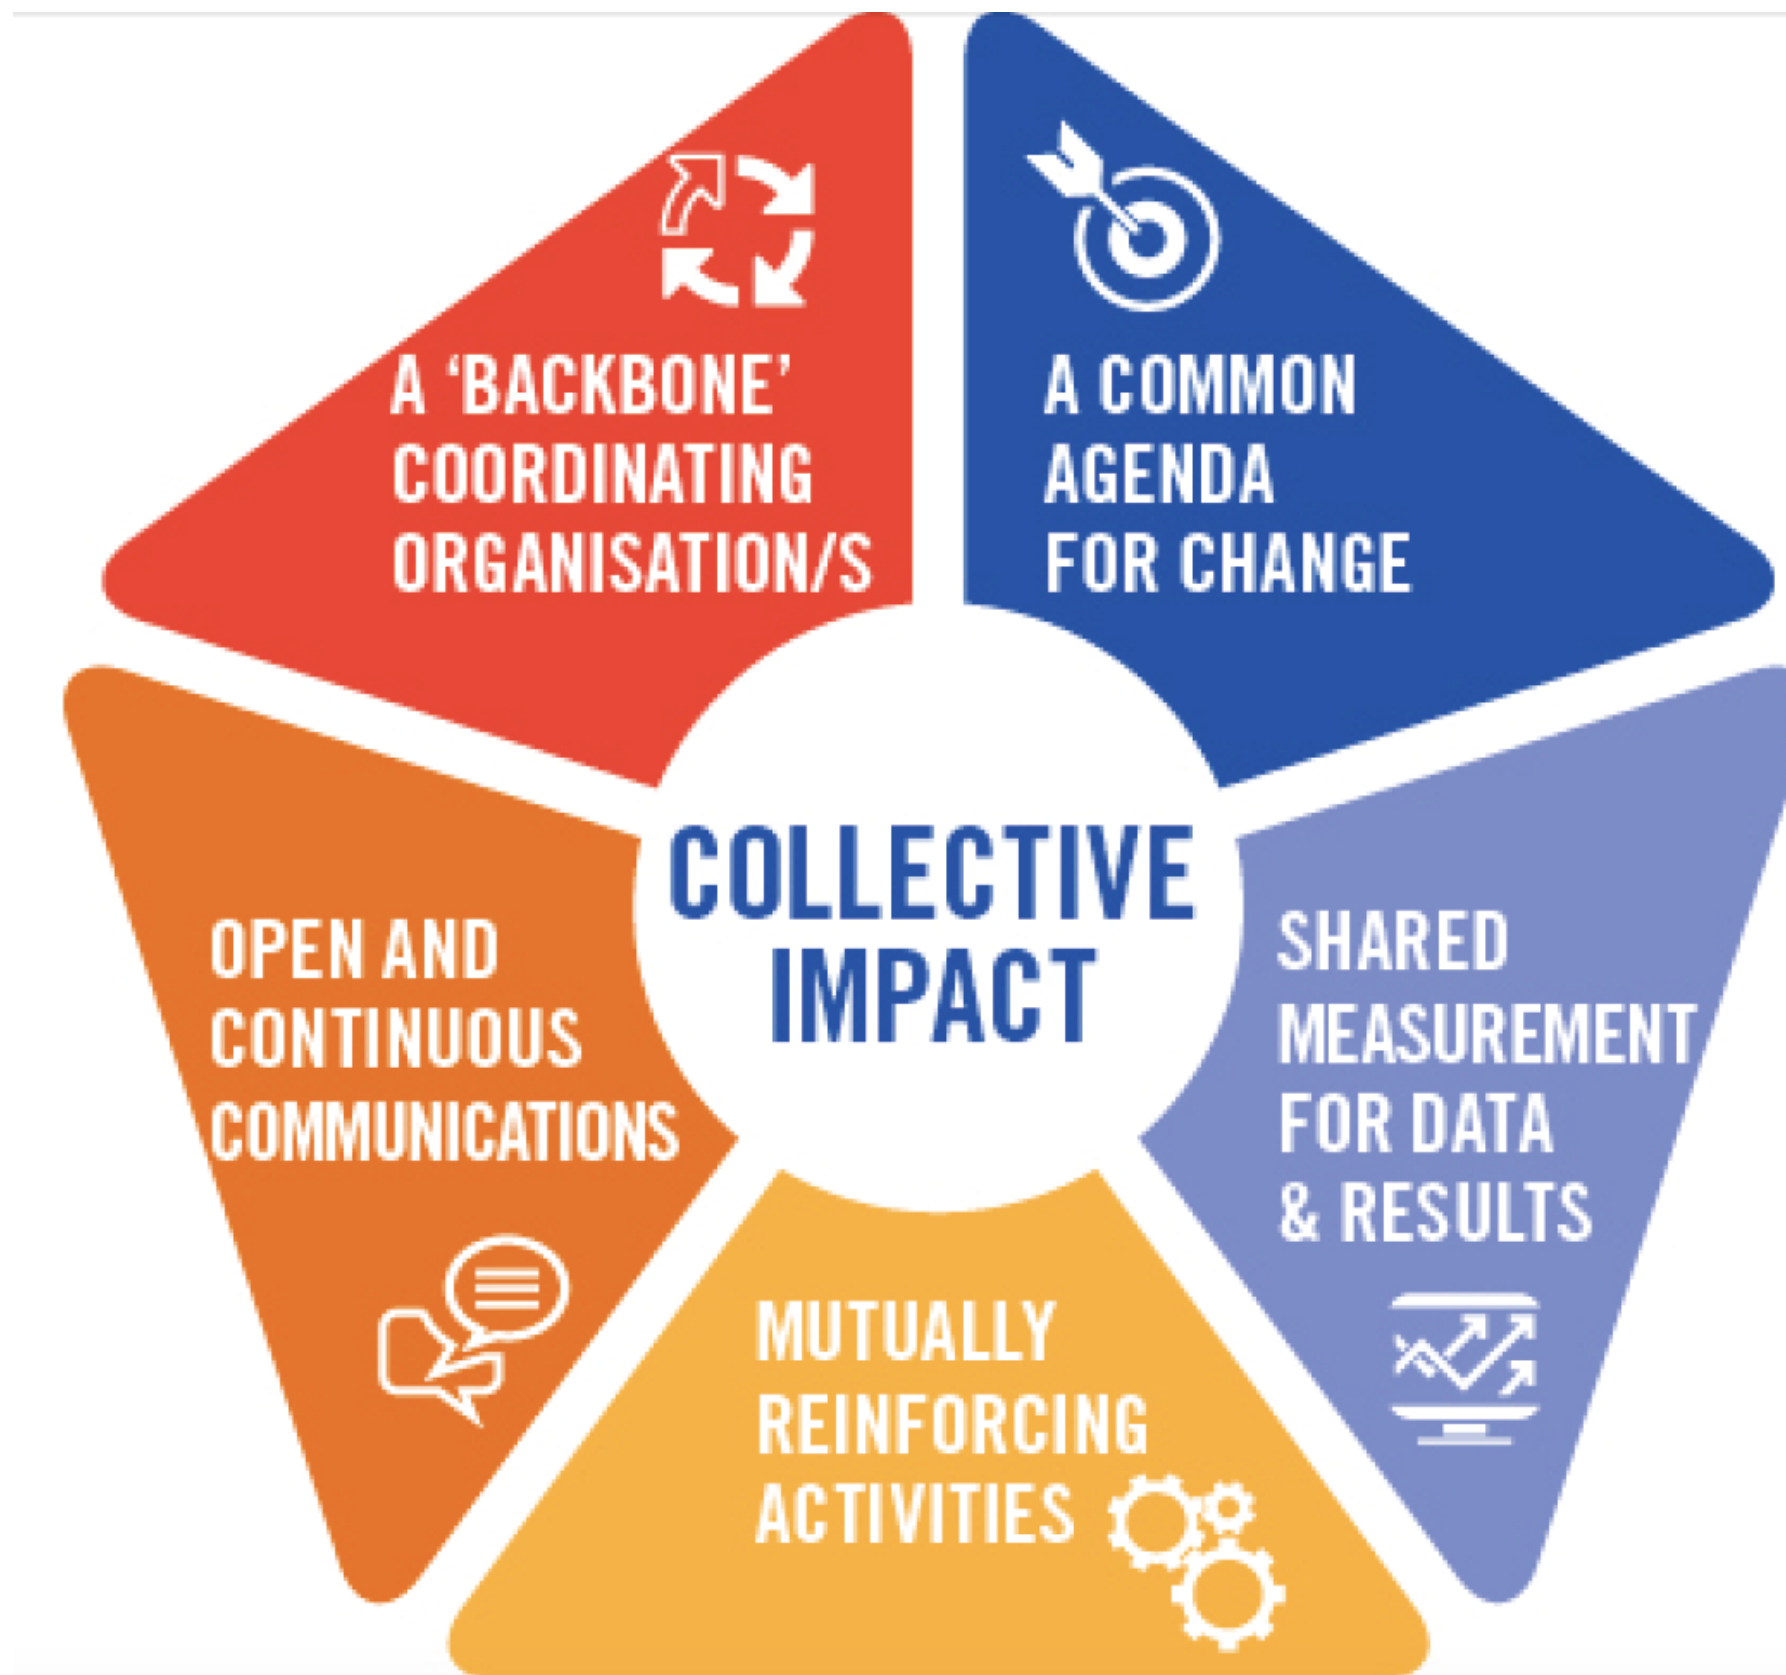 A ‘BACKBONE’
COORDINATING
ORGANISATION/S
A COMMON
AGENDA
FOR CHANGE
COLLECTIVE
IMPACT
OPEN AND
CONTINUOUS
COMMUNICATIONS
SHARED
MEASUREMENT
FOR DATA
& RESULTS
MUTUALLY
REINFORCING
ACTIVITIES